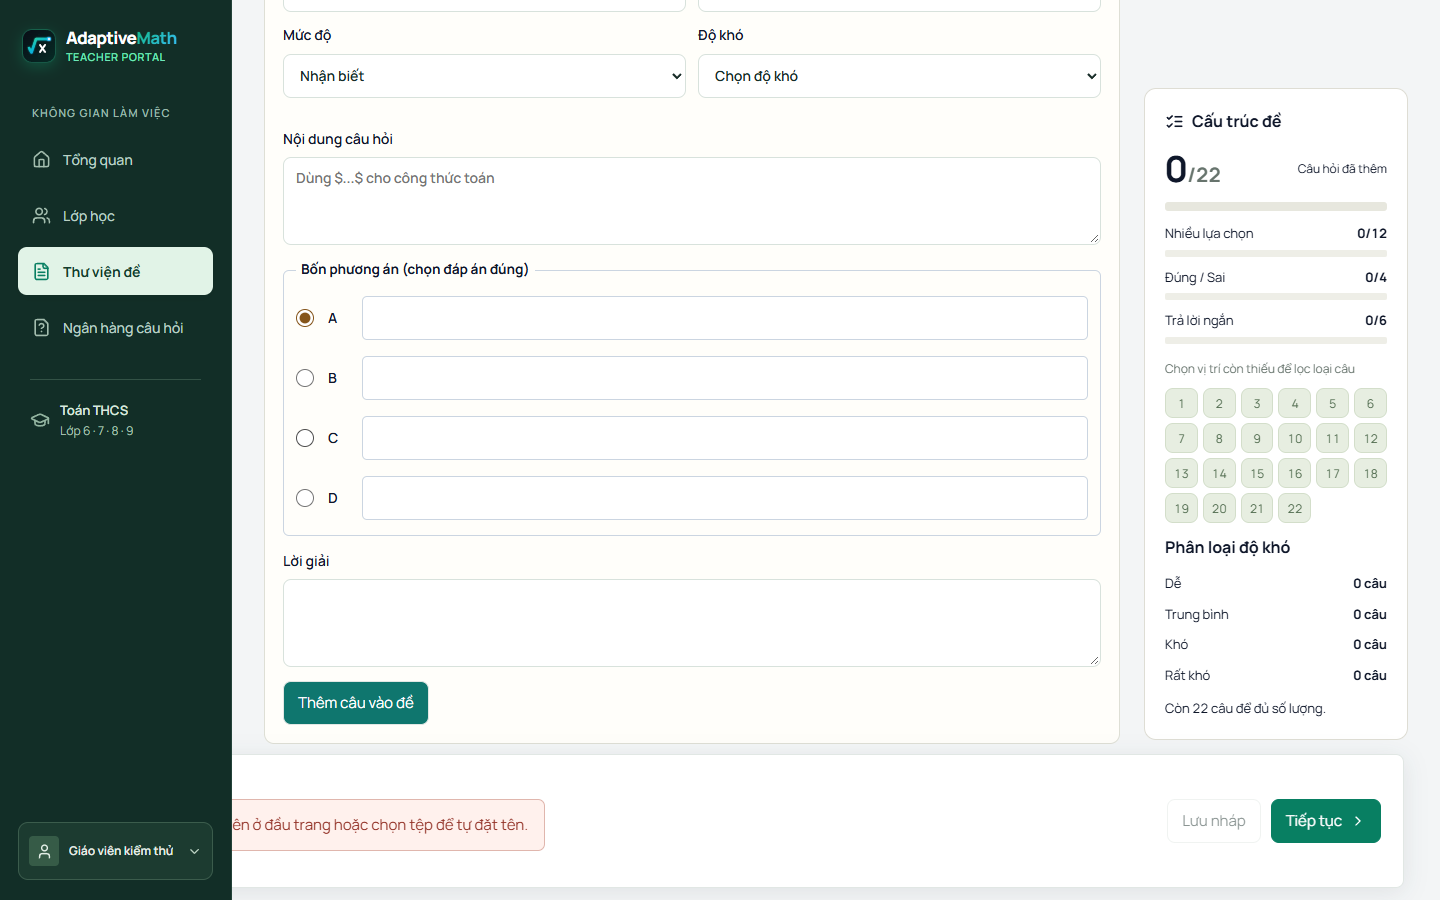 AdaptiveMath
TEACHER PORTAL
KHÔNG GIAN LÀM VIỆC
Tổng quan
Lớp học
Thư viện đề
Ngân hàng câu hỏi
Toán THCS
Lớp 6 · 7 · 8 · 9
Giáo viên kiểm thử
Mức độ
Độ khó
Nhận biết
Chọn độ khó
Nội dung câu hỏi
Dùng $...$ cho công thức toán
Bốn phương án (chọn đáp án đúng)
A
B
C
D
Lời giải
Thêm câu vào đề
Cấu trúc đề
0/22
Câu hỏi đã thêm
Nhiều lựa chọn
0/12
Đúng / Sai
0/4
Trả lời ngắn
0/6
Chọn vị trí còn thiếu để lọc loại câu
1 2 3 4 5 6
7 8 9 10 11 12
13 14 15 16 17 18
19 20 21 22
Phân loại độ khó
Dễ
0 câu
Trung bình
0 câu
Khó
0 câu
Rất khó
0 câu
Còn 22 câu để đủ số lượng.
ên ở đầu trang hoặc chọn tệp để tự đặt tên.
Lưu nháp
Tiếp tục